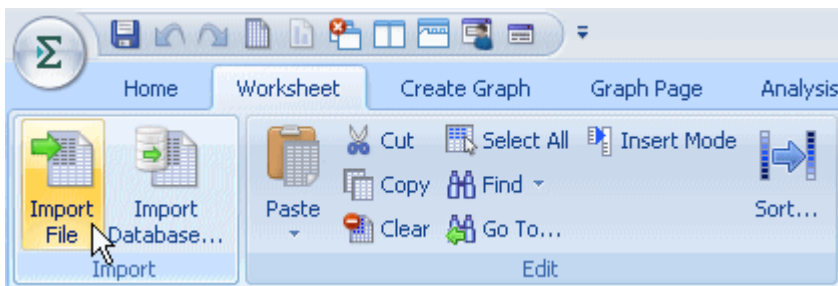 Σ
Home Worksheet Create Graph Graph Page Analysis
Import File
Import Database...
Paste
Cut
Copy
Clear
Select All
Find
Go To...
Insert Mode
Sort...
Import
Edit